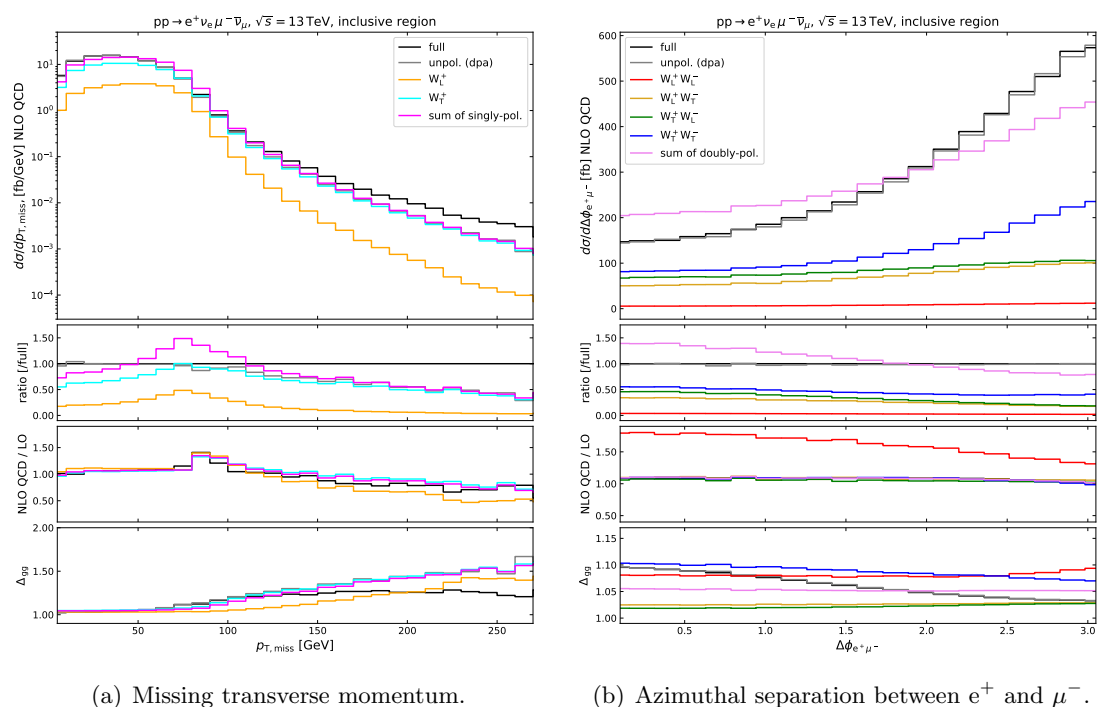 pp → e⁺νₑ μ⁻ν̄_μ, √s = 13 TeV, inclusive region
dσ/dp_T,miss, [fb/GeV] NLO QCD
10¹
10⁰
10⁻¹
10⁻²
10⁻³
10⁻⁴
full
unpol. (dpa)
W_L⁺
W_T⁺
sum of singly-pol.
ratio [/full]
1.50
1.00
0.50
0.00
NLO QCD / LO
1.50
1.00
0.50
Δ_gg
2.00
1.50
1.00
50 100 150 200 250
p_T,miss [GeV]
(a) Missing transverse momentum.
pp → e⁺νₑ μ⁻ν̄_μ, √s = 13 TeV, inclusive region
dσ/dΔϕ_e⁺μ⁻ [fb] NLO QCD
600
500
400
300
200
100
0
full
unpol. (dpa)
W_L⁺W_L⁻
W_L⁺W_T⁻
W_T⁺W_L⁻
W_T⁺W_T⁻
sum of doubly-pol.
ratio [/full]
1.50
1.00
0.50
0.00
NLO QCD / LO
1.50
1.00
0.50
Δ_gg
1.15
1.10
1.05
1.00
0.5 1.0 1.5 2.0 2.5 3.0
Δϕ_e⁺μ⁻
(b) Azimuthal separation between e⁺ and μ⁻.